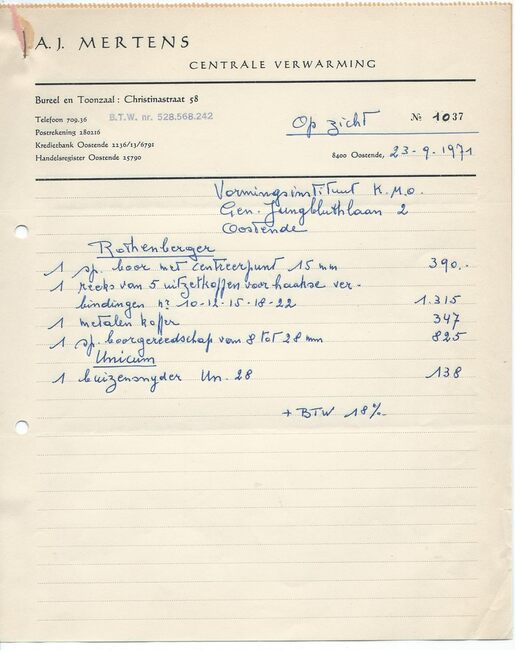 A. J. MERTENS
CENTRALE VERWARMING
Bureel en Toonzaal : Christinastraat 58
Telefoon 709.36
B.T.W. nr. 528.568.242
Postrekening 280216
Kredietbank Oostende 2236/13/6791
Handelsregister Oostende 25790
Op zicht
№ 1037
8400 Oostende, 23-9-1971
Vormingsinstituut K.M.O.
Gen. Jungbluthlaan 2
Oostende
Rothenberger
1 sp. boor met centreerpunt 15 mm 390.-
1 reeks van 5 uitzetkoppen voor haakse ver-
bindingen n? 10-12-15-18-22 1.315
1 metalen koffer 347
1 sp. boorgereedschap van 8 tot 28 mm 825
Unicum
1 buizensnyder Un. 28 138
+ BTW 18%